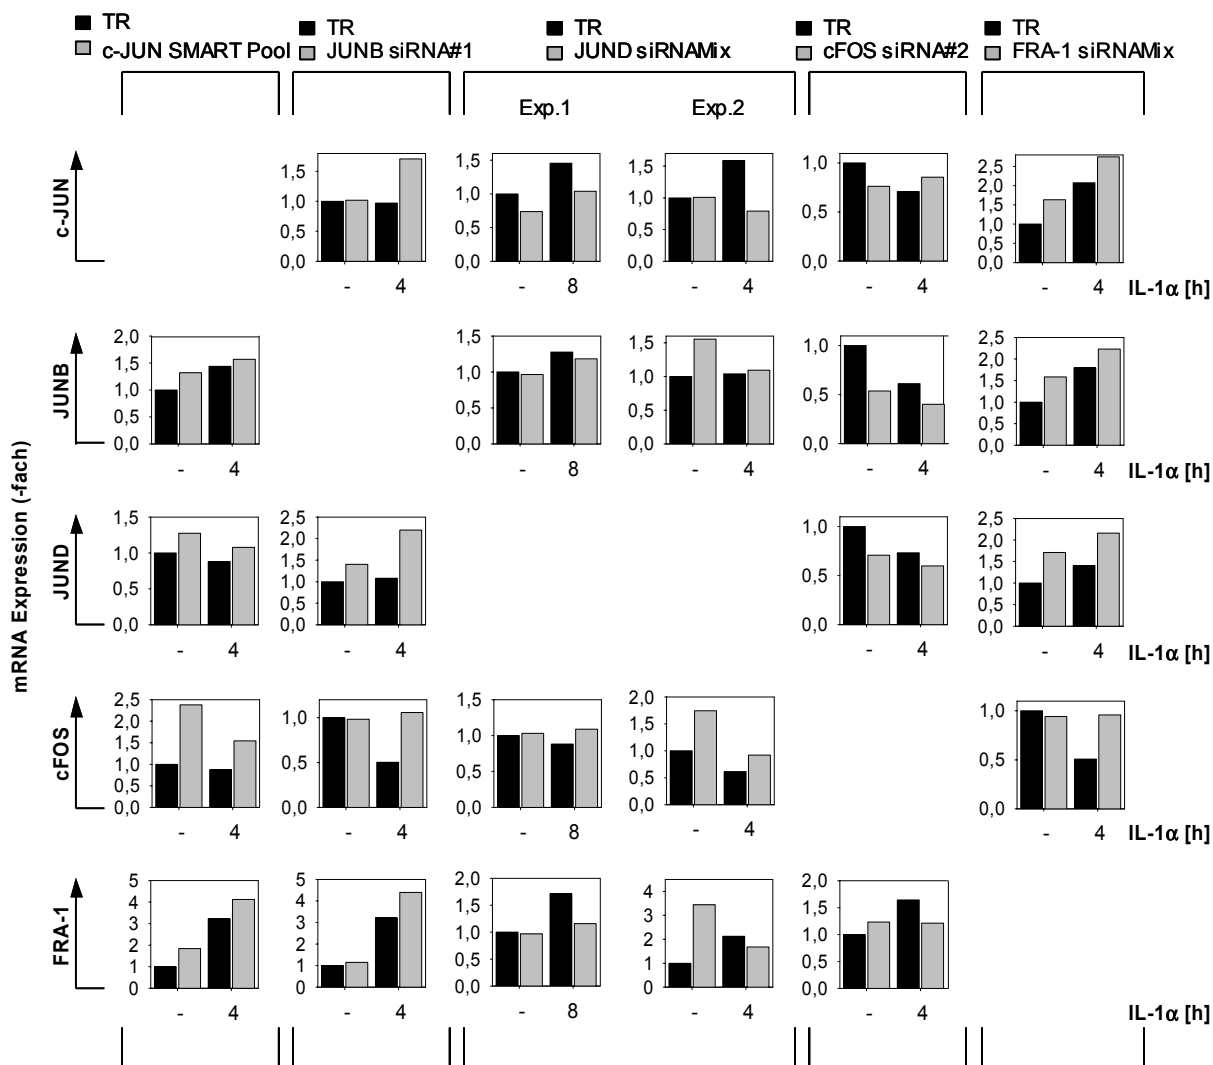 TR TR TR TR TR
c-JUN SMART Pool JUNB siRNA#1 JUND siRNAMix cFOS siRNA#2 FRA-1 siRNAMix
Exp.1 Exp.2
mRNA Expression (-fach)
c-JUN
1,5 1,0 0,5 0,0
- 4
1,5 1,0 0,5 0,0
- 8
1,5 1,0 0,5 0,0
- 4
1,0 0,5 0,0
- 4
2,5 2,0 1,5 1,0 0,5 0,0
- 4
IL-1α [h]
JUNB
2,0 1,5 1,0 0,5 0,0
- 4
1,5 1,0 0,5 0,0
- 8
1,5 1,0 0,5 0,0
- 4
1,0 0,5 0,0
- 4
2,5 2,0 1,5 1,0 0,5 0,0
- 4
IL-1α [h]
JUND
1,5 1,0 0,5 0,0
- 4
2,5 2,0 1,5 1,0 0,5 0,0
- 4
1,0 0,5 0,0
- 4
2,5 2,0 1,5 1,0 0,5 0,0
- 4
IL-1α [h]
cFOS
2,5 2,0 1,5 1,0 0,5 0,0
- 4
1,0 0,5 0,0
- 4
1,5 1,0 0,5 0,0
- 8
2,0 1,5 1,0 0,5 0,0
- 4
1,0 0,5 0,0
- 4
IL-1α [h]
FRA-1
5 4 3 2 1 0
- 4
5 4 3 2 1 0
- 4
2,0 1,5 1,0 0,5 0,0
- 8
4 3 2 1 0
- 4
2,0 1,5 1,0 0,5 0,0
- 4
IL-1α [h]